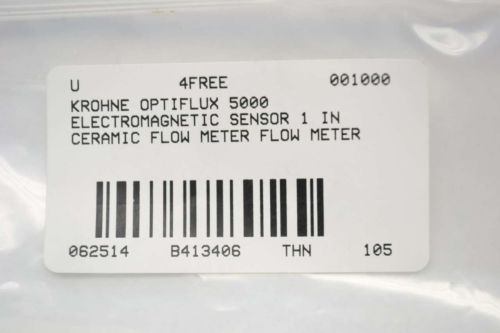 U 4FREE 001000
KROHNE OPTIFLUX 5000
ELECTROMAGNETIC SENSOR 1 IN
CERAMIC FLOW METER FLOW METER
062514 B413406 THN 105